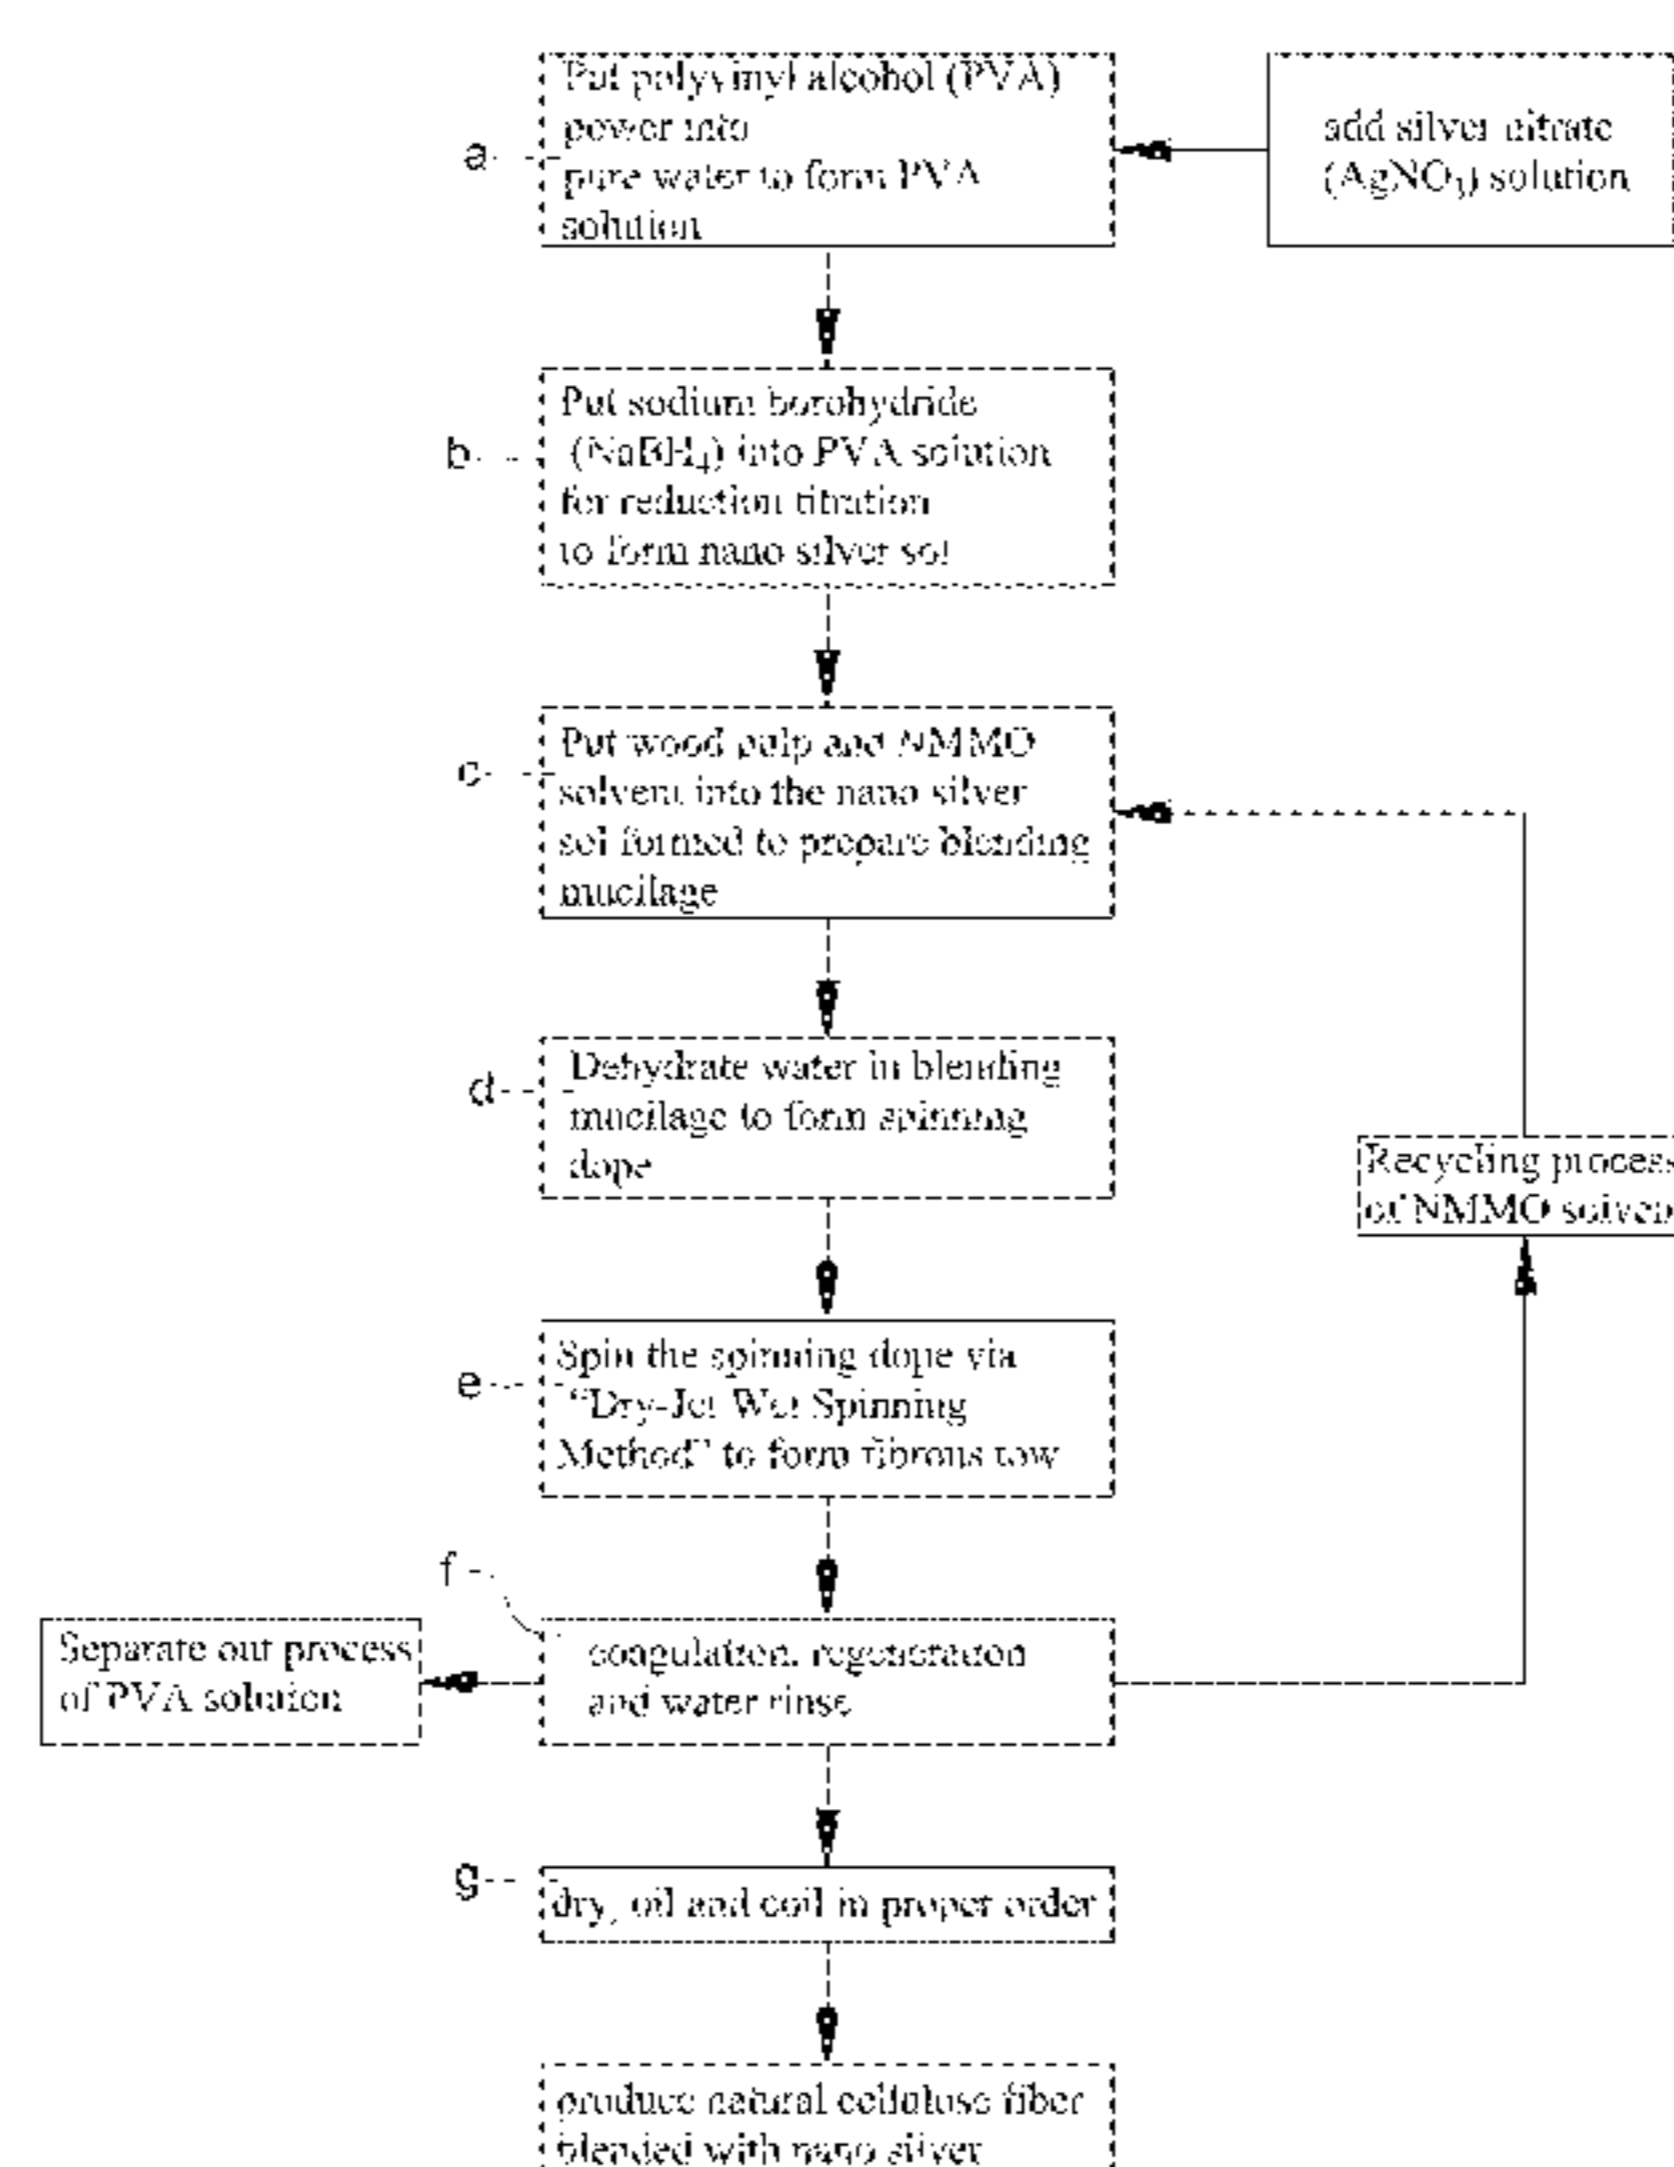 Put polyvinyl alcohol (PVA)
power into
pure water to form PVA
solution
a
add silver nitrate
(AgNO3) solution
Put sodium borohydride
(NaBH4) into PVA solution
for reduction titration
to form nano silver sol
b
Put wood pulp and NMMO
solvent into the nano silver
sol formed to prepare blending
mucilage
c
Dehydrate water in blending
mucilage to form spinning
dope
d
Recycling process
of NMMO solven
Spin the spinning dope via
“Dry-Jet Wet Spinning
Method” to form fibrous tow
e
f
Separate out process
of PVA solution
coagulation, regeneration
and water rinse
g
dry, oil and coil in proper order
produce natural cellulose fiber
blended with nano silver